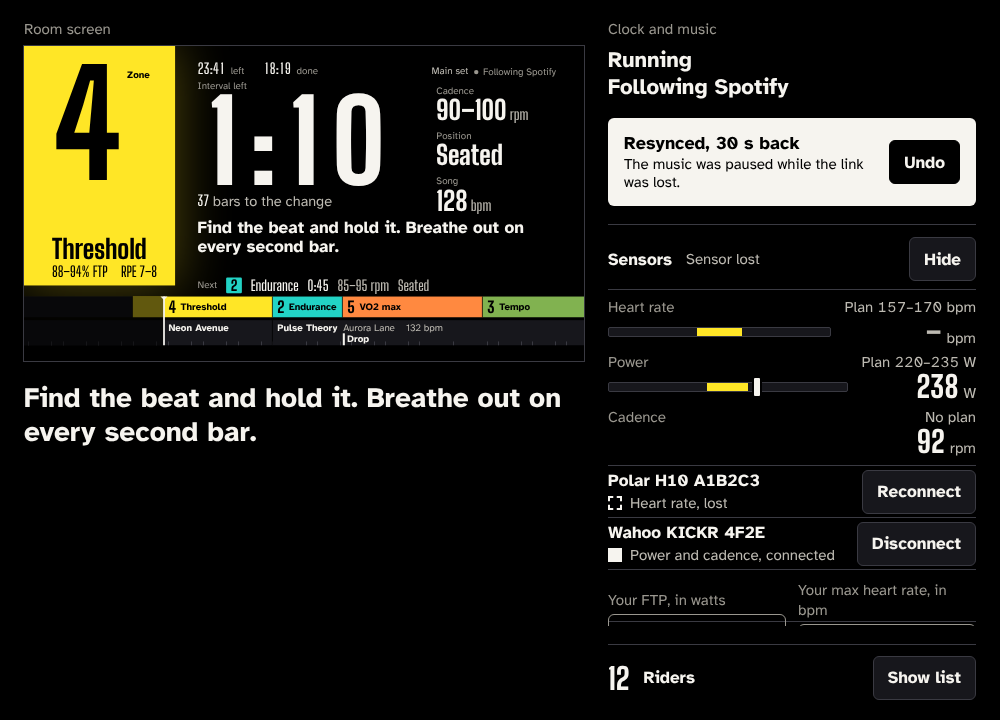 Room screen
4
Zone
Threshold
88–94% FTP RPE 7–8
23:41 left 18:19 done
Interval left
1:10
37 bars to the change
Main set • Following Spotify
Cadence
90–100 rpm
Position
Seated
Song
128 bpm
Find the beat and hold it. Breathe out on
every second bar.
Next 2 Endurance 0:45 85–95 rpm Seated
4 Threshold 2 Endurance 5 VO2 max 3 Tempo
Neon Avenue Pulse Theory Aurora Lane 132 bpm
Drop
Find the beat and hold it. Breathe out on
every second bar.
Clock and music
Running
Following Spotify
Resynced, 30 s back
The music was paused while the link
was lost.
Undo
Sensors Sensor lost Hide
Heart rate Plan 157–170 bpm
– bpm
Power Plan 220–235 W
238 W
Cadence No plan
92 rpm
Polar H10 A1B2C3
Heart rate, lost
Reconnect
Wahoo KICKR 4F2E
Power and cadence, connected
Disconnect
Your FTP, in watts
Your max heart rate, in
bpm
12 Riders Show list